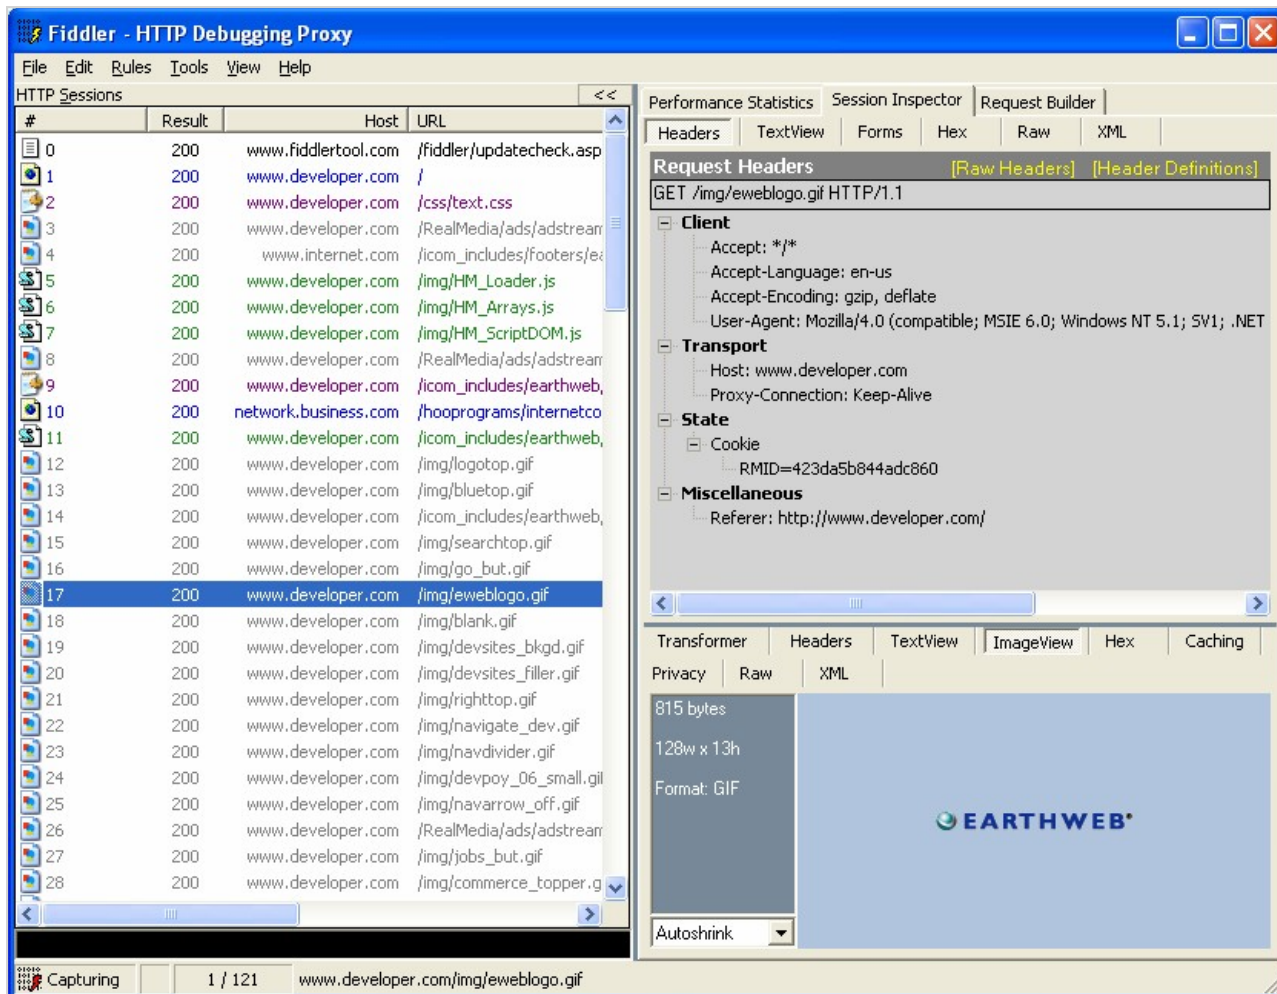 Fiddler - HTTP Debugging Proxy
File Edit Rules Tools View Help
HTTP Sessions <<
# Result Host URL
0 200 www.fiddlertool.com /fiddler/updatecheck.asp
1 200 www.developer.com /
2 200 www.developer.com /css/text.css
3 200 www.developer.com /RealMedia/ads/adstream
4 200 www.internet.com /icom_includes/footers/ea
5 200 www.developer.com /img/HM_Loader.js
6 200 www.developer.com /img/HM_Arrays.js
7 200 www.developer.com /img/HM_ScriptDOM.js
8 200 www.developer.com /RealMedia/ads/adstream
9 200 www.developer.com /icom_includes/earthweb,
10 200 network.business.com /hooprograms/internetco
11 200 www.developer.com /icom_includes/earthweb,
12 200 www.developer.com /img/logotop.gif
13 200 www.developer.com /img/bluetop.gif
14 200 www.developer.com /icom_includes/earthweb,
15 200 www.developer.com /img/searchtop.gif
16 200 www.developer.com /img/go_but.gif
17 200 www.developer.com /img/eweblogo.gif
18 200 www.developer.com /img/blank.gif
19 200 www.developer.com /img/devsites_bkgd.gif
20 200 www.developer.com /img/devsites_filler.gif
21 200 www.developer.com /img/righttop.gif
22 200 www.developer.com /img/navigate_dev.gif
23 200 www.developer.com /img/navdivider.gif
24 200 www.developer.com /img/devpoy_06_small.gif
25 200 www.developer.com /img/navarrow_off.gif
26 200 www.developer.com /RealMedia/ads/adstream
27 200 www.developer.com /img/jobs_but.gif
28 200 www.developer.com /img/commerce_topper.g
Performance Statistics Session Inspector Request Builder
Headers TextView Forms Hex Raw XML
Request Headers [Raw Headers] [Header Definitions]
GET /img/eweblogo.gif HTTP/1.1
Client
Accept: */*
Accept-Language: en-us
Accept-Encoding: gzip, deflate
User-Agent: Mozilla/4.0 (compatible; MSIE 6.0; Windows NT 5.1; SV1; .NET
Transport
Host: www.developer.com
Proxy-Connection: Keep-Alive
State
Cookie
RMID=423da5b844adc860
Miscellaneous
Referer: http://www.developer.com/
Transformer Headers TextView ImageView Hex Caching
Privacy Raw XML
815 bytes
128w x 13h
Format: GIF
EARTHWEB
Autoshrink
Capturing 1 / 121 www.developer.com/img/eweblogo.gif